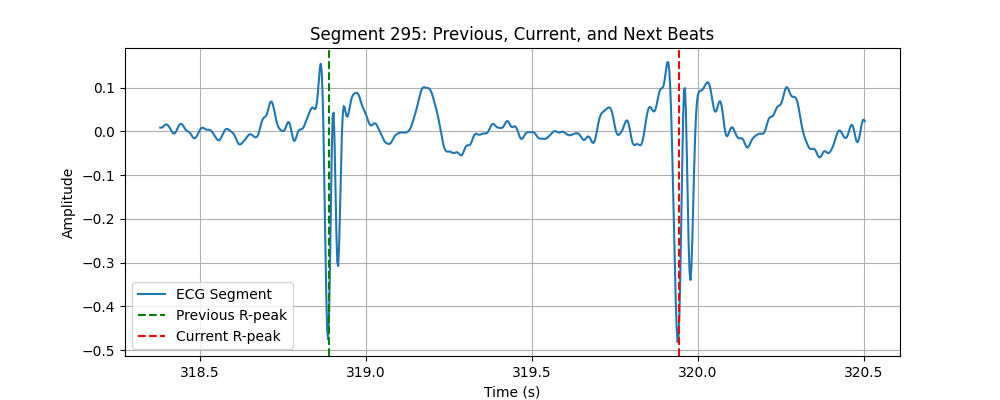 Segment 295: Previous, Current, and Next Beats
Amplitude
0.1
0.0
−0.1
−0.2
−0.3
−0.4
−0.5
ECG Segment
Previous R-peak
Current R-peak
318.5
319.0
319.5
320.0
320.5
Time (s)